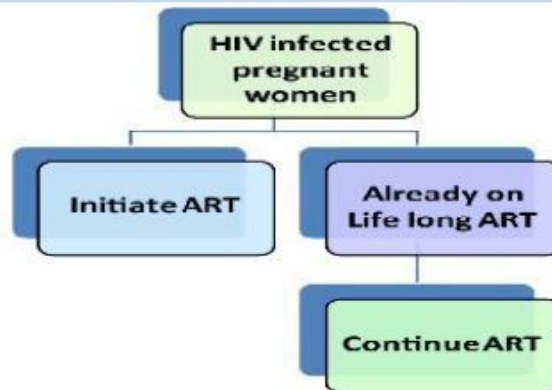 HIV infected
pregnant
women
Initiate ART
Already on
Life long ART
Continue ART